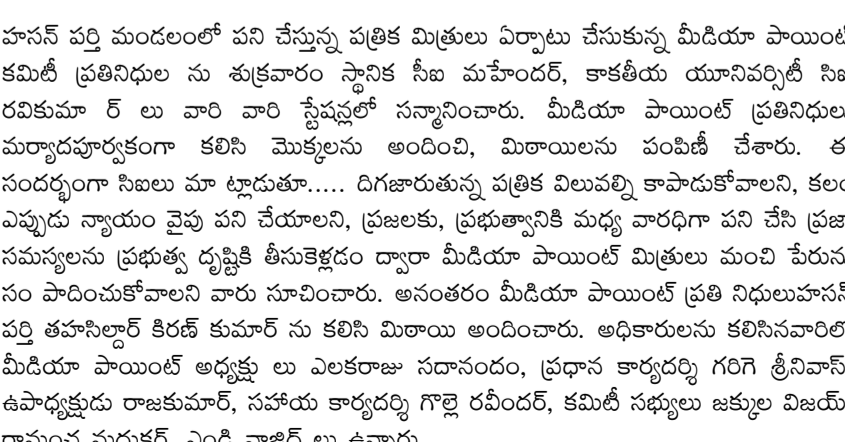 హసన్ పర్తి మండలంలో పని చేస్తున్న పత్రిక మిత్రులు ఏర్పాటు చేసుకున్న మీడియా పాయింట్
కమిటీ ప్రతినిధుల ను శుక్రవారం స్థానిక సీఐ మహేందర్, కాకతీయ యూనివర్సిటీ సిఐ
రవికుమా ర్ లు వారి వారి స్టేషన్లలో సన్మానించారు. మీడియా పాయింట్ ప్రతినిధులు
మర్యాదపూర్వకంగా కలిసి మొక్కలను అందించి, మిఠాయిలను పంపిణీ చేశారు. ఈ
సందర్భంగా సిఐలు మా ట్లాడుతూ..... దిగజారుతున్న పత్రిక విలువల్ని కాపాడుకోవాలని, కలం
ఎప్పుడు న్యాయం వైపు పని చేయాలని, ప్రజలకు, ప్రభుత్వానికి మధ్య వారధిగా పని చేసి ప్రజా
సమస్యలను ప్రభుత్వ దృష్టికి తీసుకెళ్లడం ద్వారా మీడియా పాయింట్ మిత్రులు మంచి పేరును
సం పాదించుకోవాలని వారు సూచించారు. అనంతరం మీడియా పాయింట్ ప్రతి నిధులుహసన్
పర్తి తహసిల్దార్ కిరణ్ కుమార్ ను కలిసి మిఠాయి అందించారు. అధికారులను కలిసినవారిలో
మీడియా పాయింట్ అధ్యక్షు లు ఎలకరాజు సదానందం, ప్రధాన కార్యదర్శి గరిగె శ్రీనివాస్
ఉపాధ్యక్షుడు రాజకుమార్, సహాయ కార్యదర్శి గొల్లె రవీందర్, కమిటీ సభ్యులు జక్కుల విజయ్